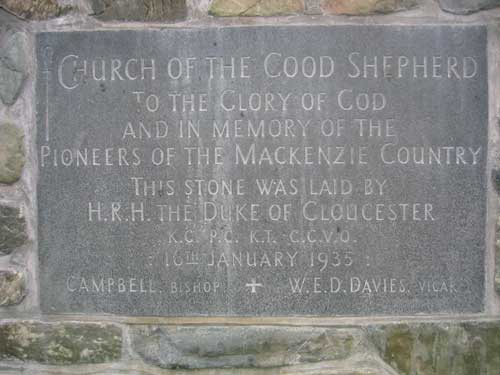 CHURCH OF THE GOOD SHEPHERD
TO THE GLORY OF GOD
AND IN MEMORY OF THE
PIONEERS OF THE MACKENZIE COUNTRY
THIS STONE WAS LAID BY
H.R.H. THE DUKE OF GLOUCESTER
K.G. P.C. K.T. G.C.V.O.
: 16TH JANUARY 1935 :
CAMPBELL. BISHOP + W.E.D. DAVIES. VICAR